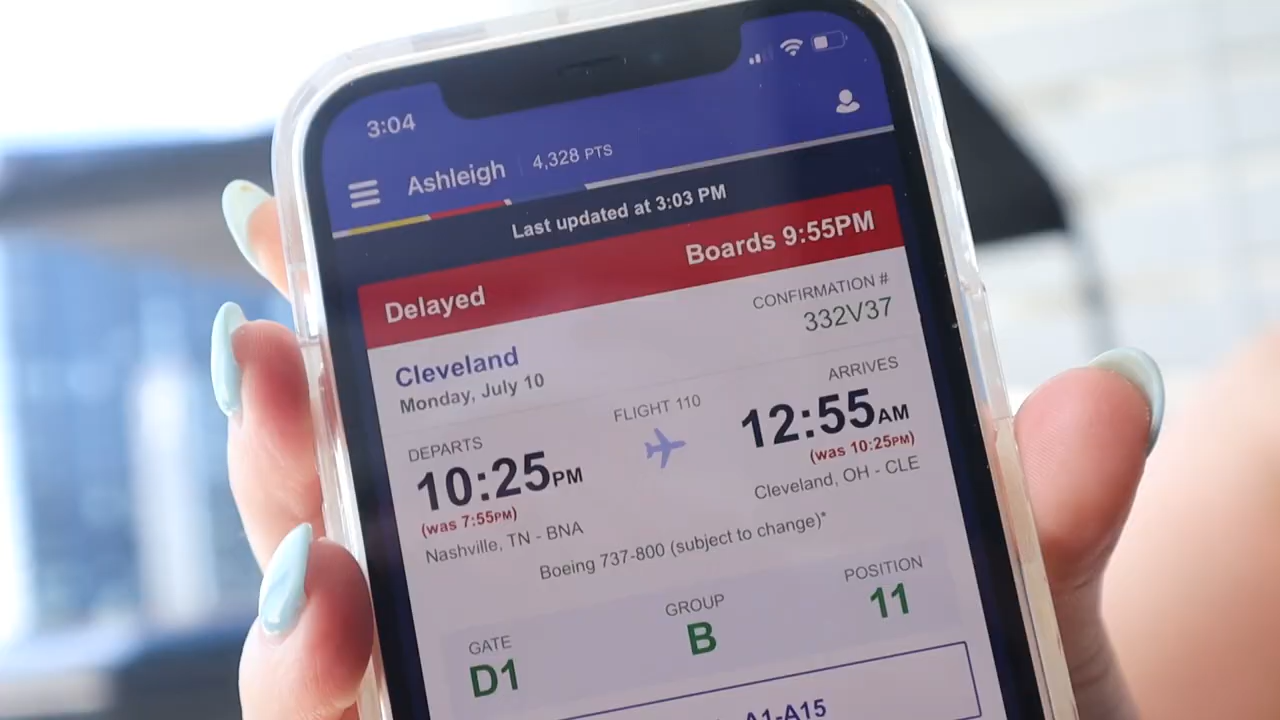 3:04
Ashleigh 4,328 PTS
Last updated at 3:03 PM
Delayed Boards 9:55PM
CONFIRMATION #
332V37
Cleveland
Monday, July 10
DEPARTS FLIGHT 110 ARRIVES
10:25PM 12:55AM
(was 7:55PM) (was 10:25PM)
Nashville, TN - BNA Cleveland, OH - CLE
Boeing 737-800 (subject to change)*
GATE GROUP POSITION
D1 B 11
A1-A15